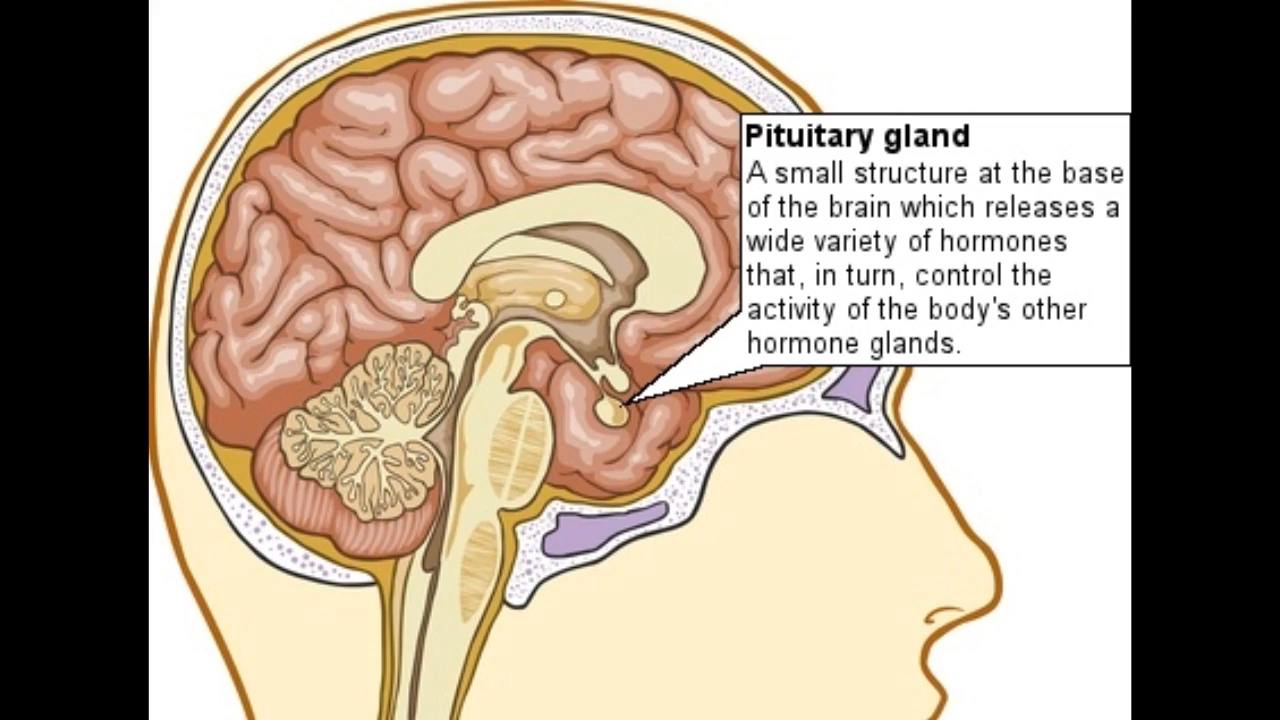 Pituitary gland
A small structure at the base
of the brain which releases a
wide variety of hormones
that, in turn, control the
activity of the body's other
hormone glands.